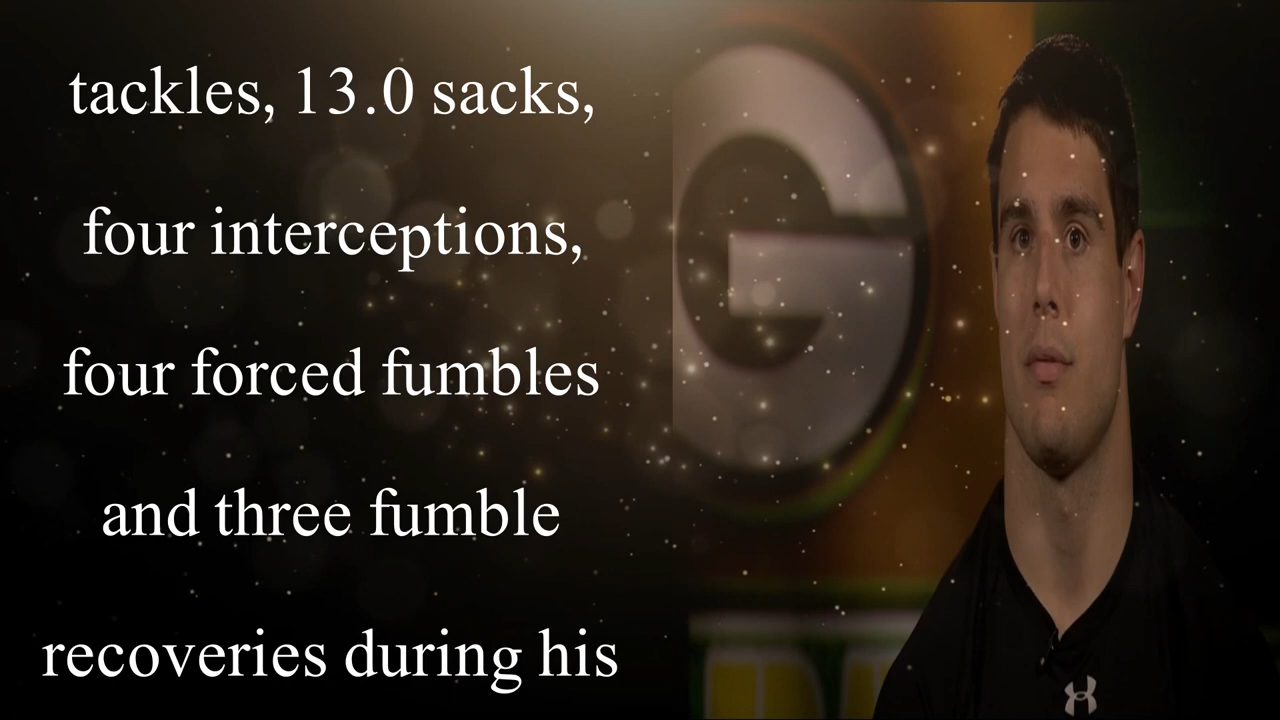 tackles, 13.0 sacks,
four interceptions,
four forced fumbles
and three fumble
recoveries during his
G